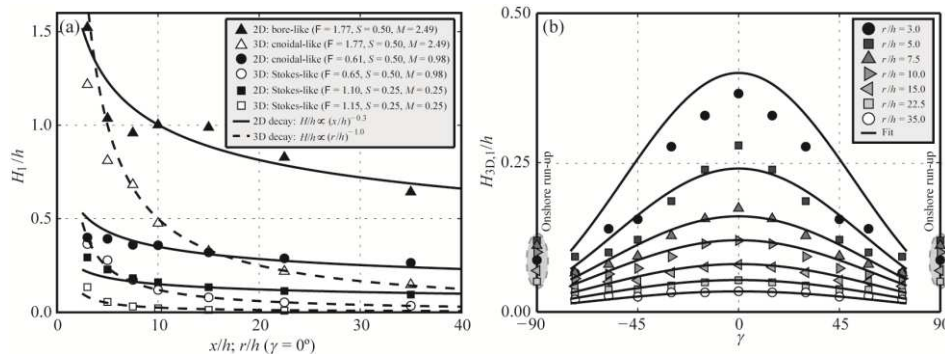 (a)
2D: bore-like (F = 1.77, S = 0.50, M = 2.49)
3D: cnoidal-like (F = 1.77, S = 0.50, M = 2.49)
2D: cnoidal-like (F = 0.61, S = 0.50, M = 0.98)
3D: Stokes-like (F = 0.65, S = 0.50, M = 0.98)
2D: Stokes-like (F = 1.10, S = 0.25, M = 0.25)
3D: Stokes-like (F = 1.15, S = 0.25, M = 0.25)
2D decay: H/h ∝ (x/h)^−0.3
3D decay: H/h ∝ (r/h)^−1.0
H₁/h
1.5
1.0
0.5
0.0
0 10 20 30 40
x/h; r/h (γ = 0°)
(b)
r/h = 3.0
r/h = 5.0
r/h = 7.5
r/h = 10.0
r/h = 15.0
r/h = 22.5
r/h = 35.0
Fit
Onshore run-up
Onshore run-up
H3D,1/h
0.50
0.25
0.00
−90 −45 0 45 90
γ